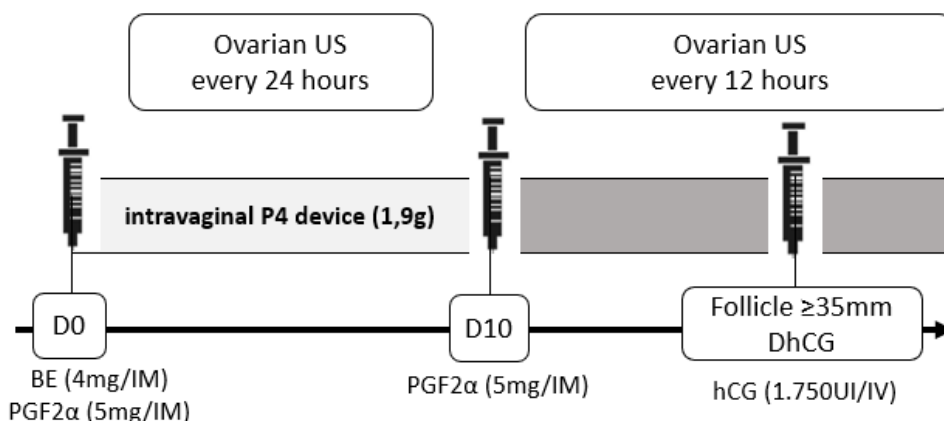 Ovarian US
every 24 hours
Ovarian US
every 12 hours
intravaginal P4 device (1,9g)
D0
D10
Follicle ≥35mm
DhCG
BE (4mg/IM)
PGF2α (5mg/IM)
PGF2α (5mg/IM)
hCG (1.750UI/IV)